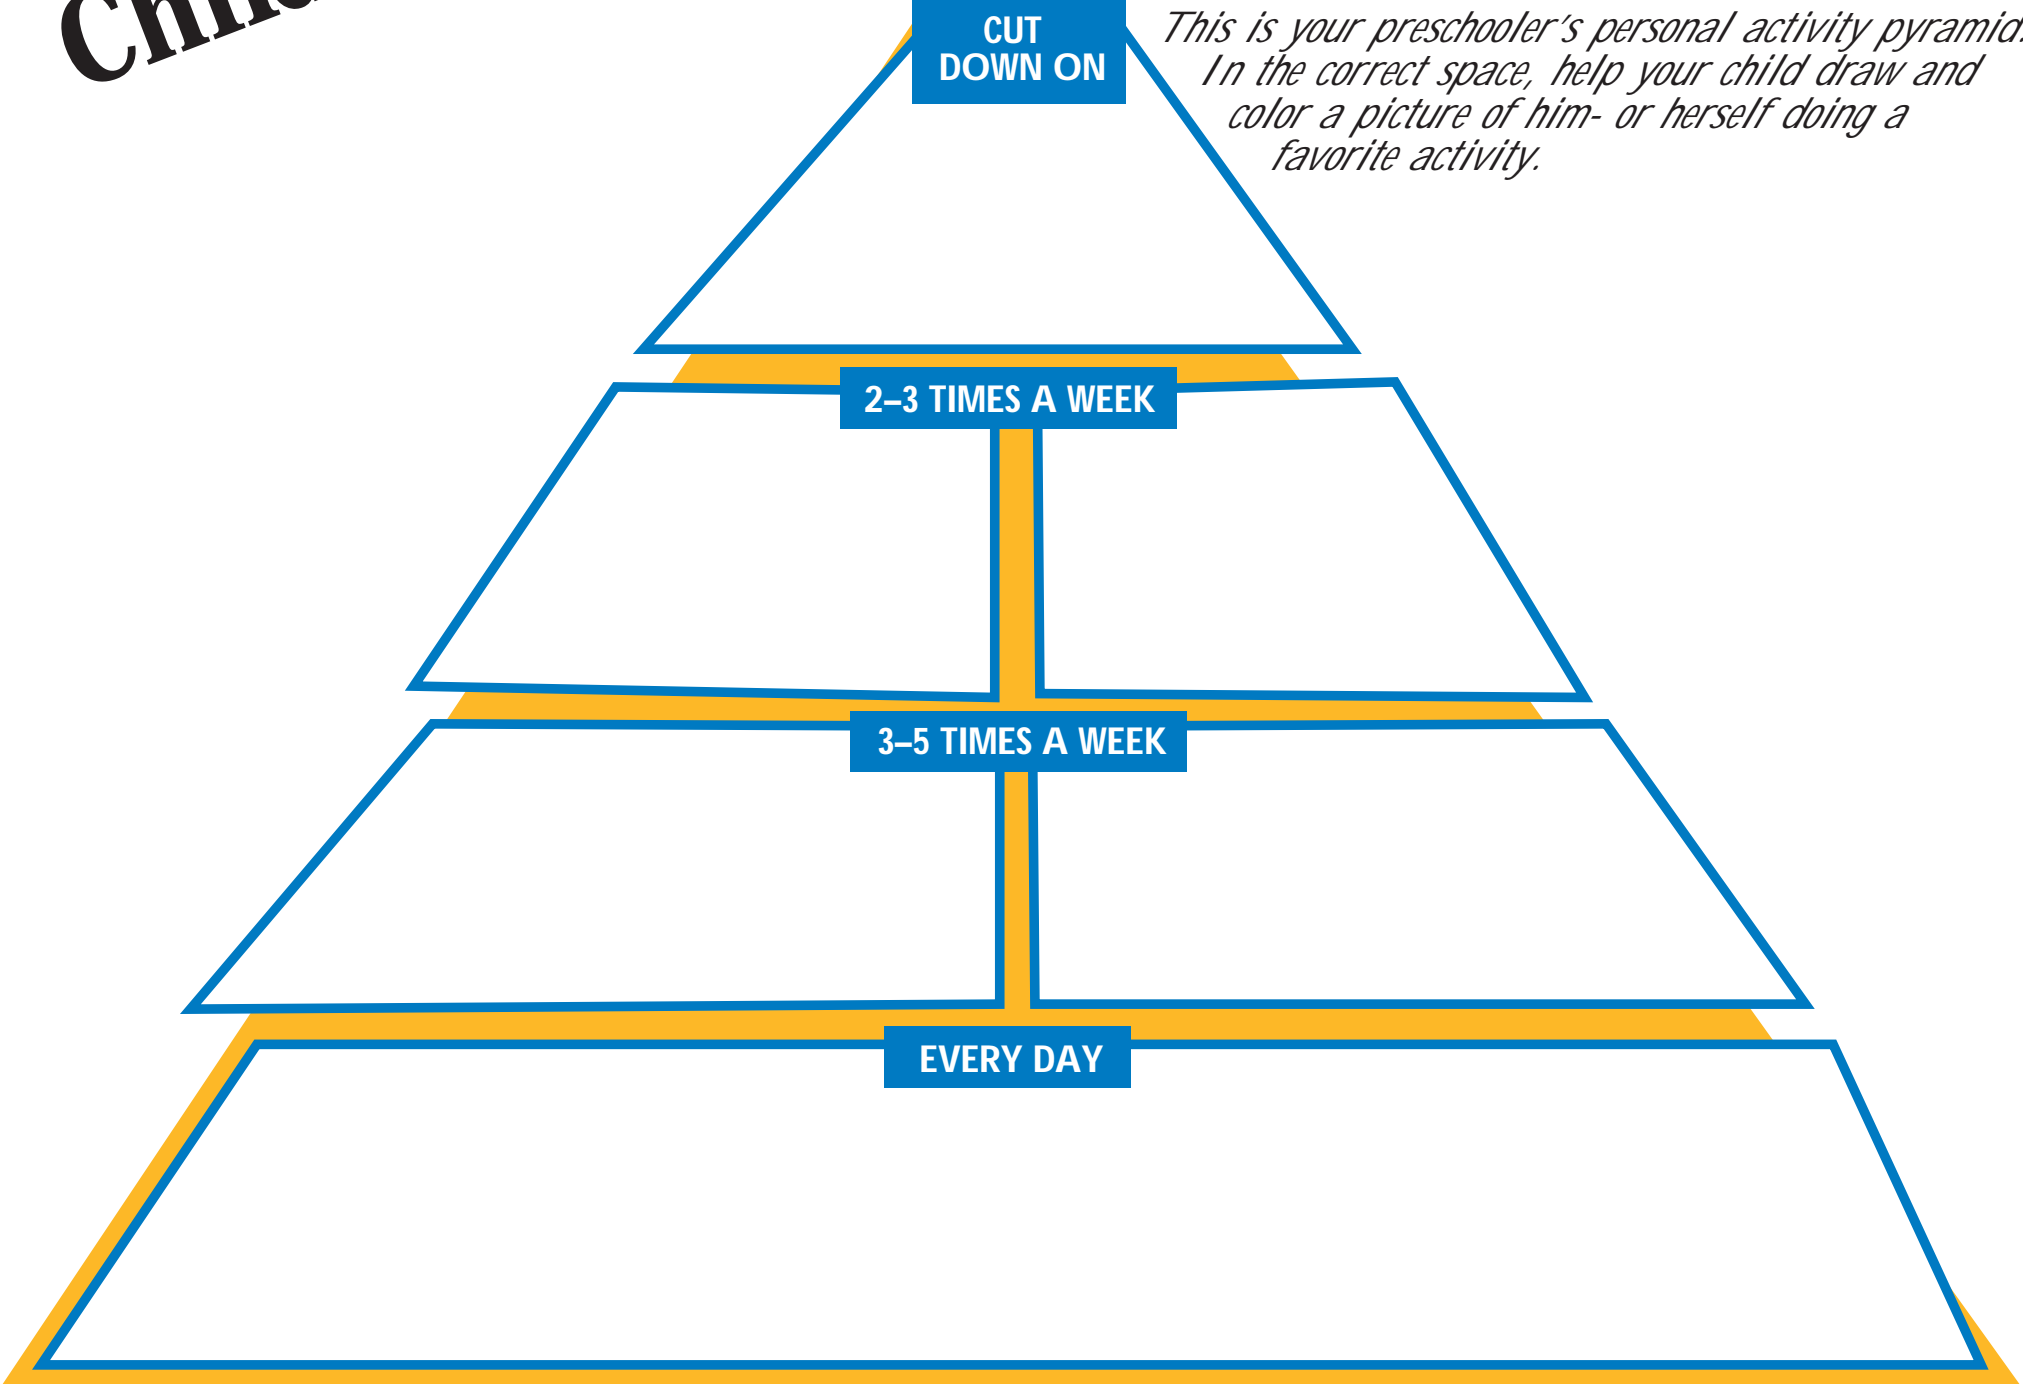 CUT
DOWN ON
This is your preschooler's personal activity pyramid.
In the correct space, help your child draw and
color a picture of him- or herself doing a
favorite activity.
2–3 TIMES A WEEK
3–5 TIMES A WEEK
EVERY DAY